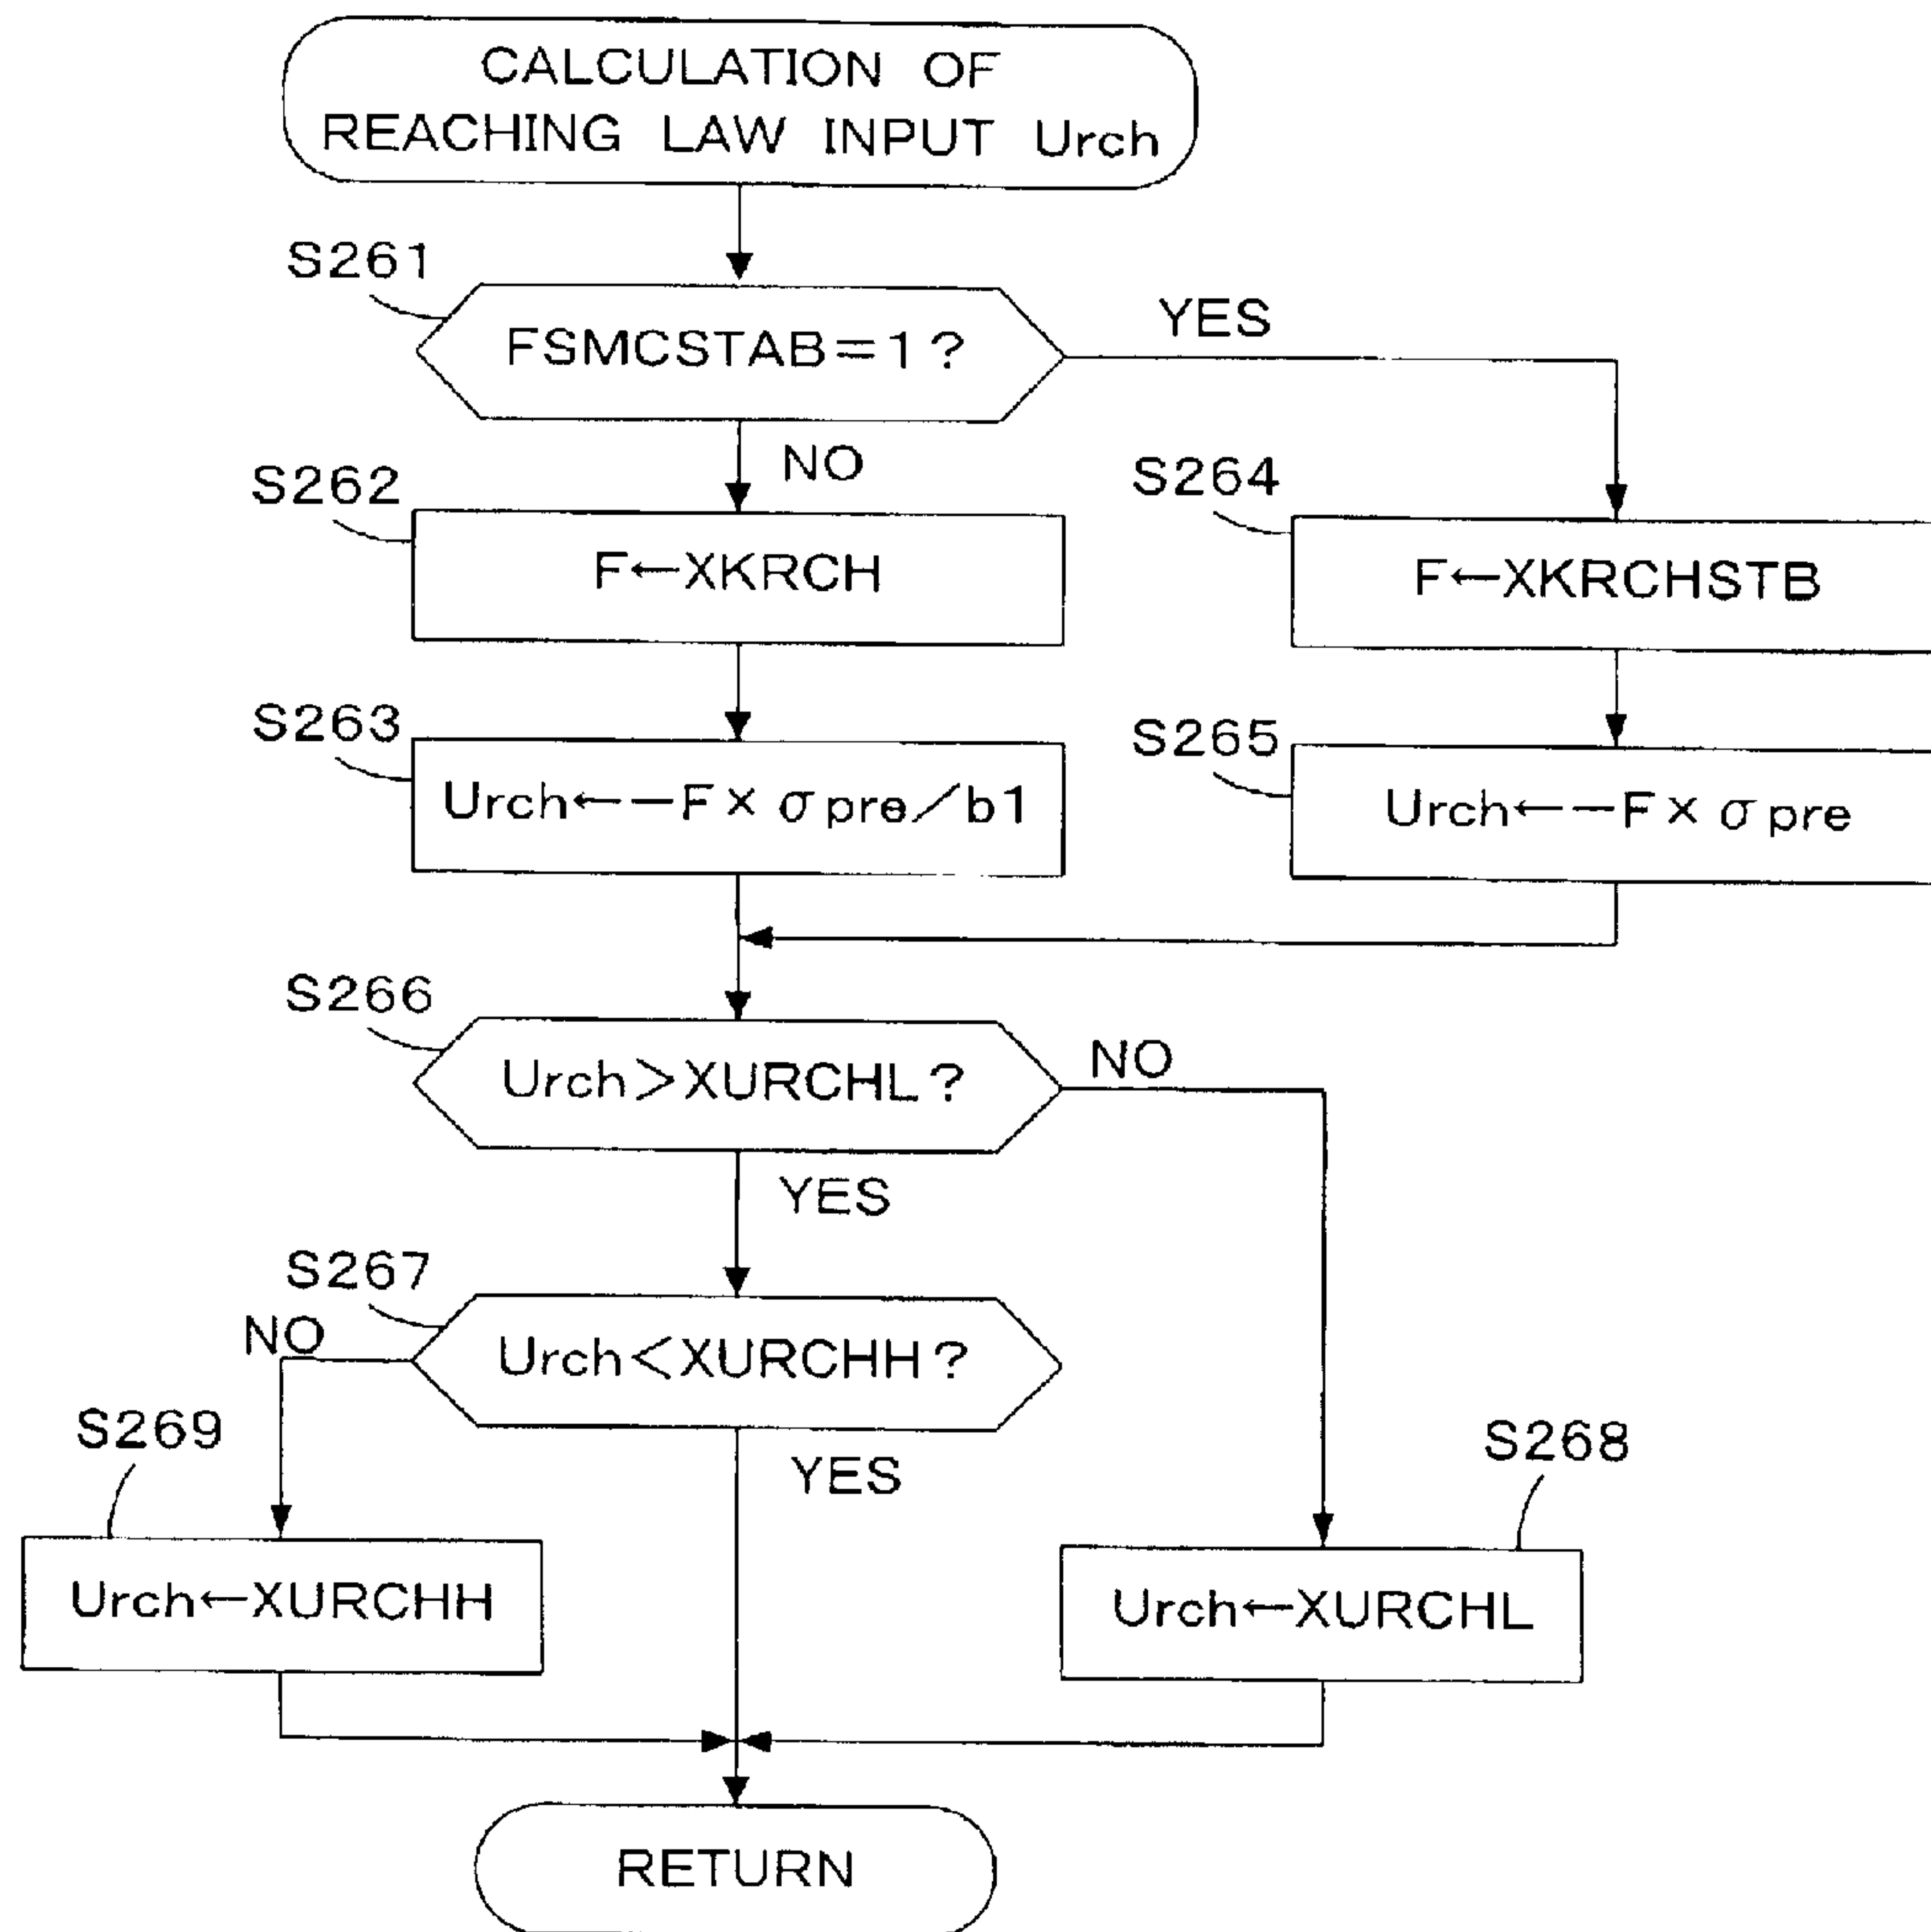 CALCULATION OF
REACHING LAW INPUT Urch
S261
FSMCSTAB=1?
YES
NO
S262
F←XKRCH
S264
F←XKRCHSTB
S263
Urch←−F×σpre/b1
S265
Urch←−F×σpre
S266
Urch>XURCHL?
NO
YES
S267
Urch<XURCHH?
NO
YES
S269
Urch←XURCHH
S268
Urch←XURCHL
RETURN